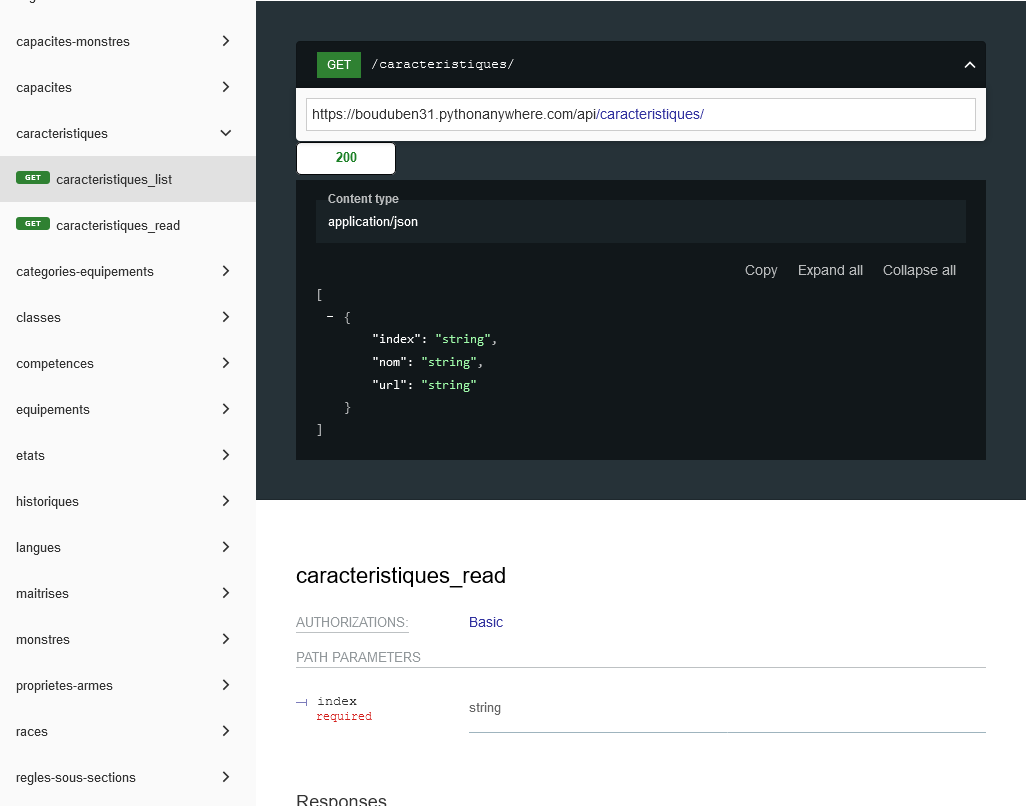 capacites-monstres
capacites
caracteristiques
GET caracteristiques_list
GET caracteristiques_read
categories-equipements
classes
competences
equipements
etats
historiques
langues
maitrises
monstres
proprietes-armes
races
regles-sous-sections
GET /caracteristiques/
https://bouduben31.pythonanywhere.com/api/caracteristiques/
200
Content type
application/json
Copy Expand all Collapse all
[
- {
"index": "string",
"nom": "string",
"url": "string"
}
]
caracteristiques_read
AUTHORIZATIONS: Basic
PATH PARAMETERS
index string
required
Responses